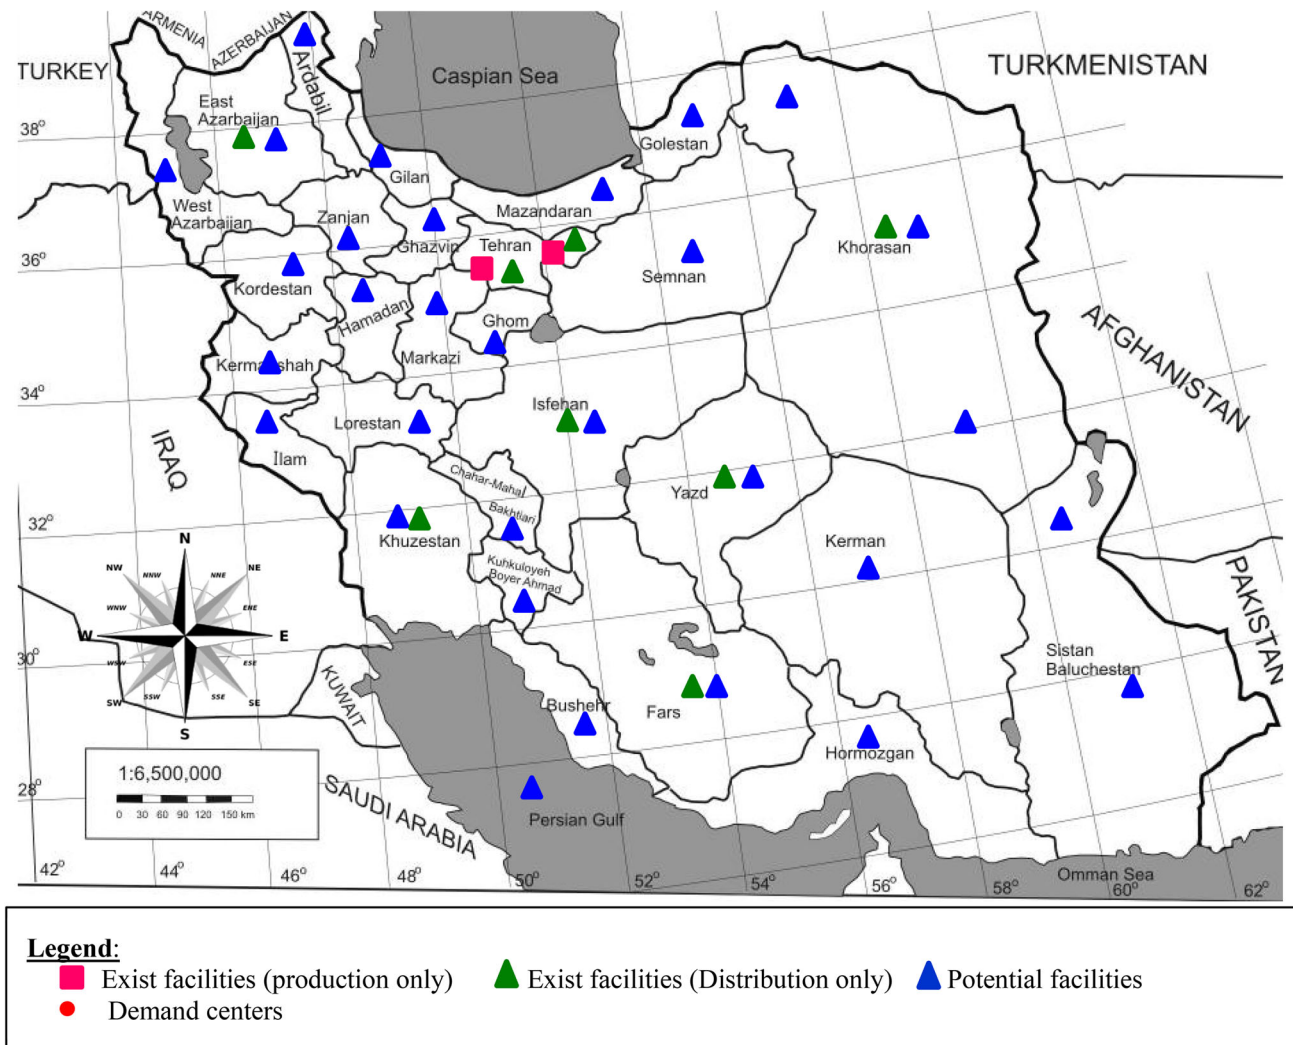 ARMENIA
AZERBAIJAN
TURKEY
Caspian Sea
TURKMENISTAN
Ardabil
East
Azarbaijan
38°
Golestan
Gilan
West
Azarbaijan
Zanjan
Mazandaran
Ghazvin
Tehran
Khorasan
36°
Semnan
Kordestan
Hamadan
Ghom
AFGHANISTAN
Markazi
Kermanshah
34°
Isfehan
Lorestan
IRAQ
Ilam
Chahar-Mahal
Bakhtiari
Yazd
32°
Khuzestan
Kerman
Kuhkuloyeh
Boyer Ahmad
PAKISTAN
N
NW
NNW
NNE
NE
WNW
ENE
W
E
WSW
ESE
SW
SSW
SSE
SE
S
30°
Sistan
Baluchestan
KUWAIT
Bushehr
Fars
Hormozgan
1:6,500,000
0 30 60 90 120 150 km
28°
SAUDI ARABIA
Persian Gulf
Omman Sea
42° 44° 46° 48° 50° 52° 54° 56° 58° 60° 62°
Legend:
Exist facilities (production only) Exist facilities (Distribution only) Potential facilities
Demand centers